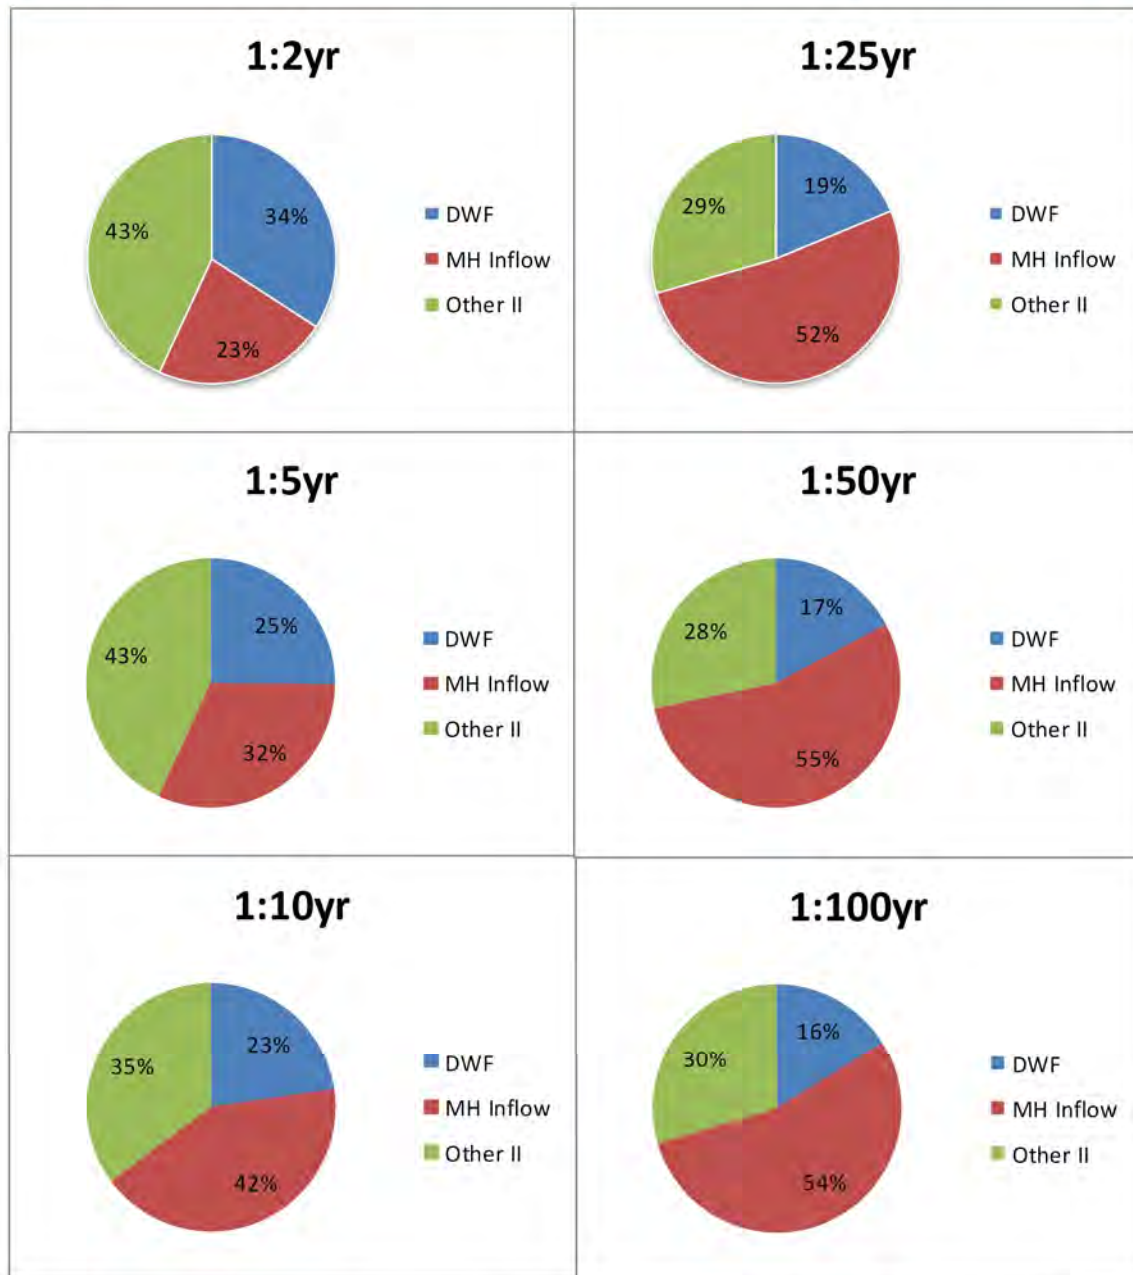 1:2yr
34%
23%
43%
DWF
MH Inflow
Other II
1:25yr
19%
52%
29%
DWF
MH Inflow
Other II
1:5yr
25%
32%
43%
DWF
MH Inflow
Other II
1:50yr
17%
55%
28%
DWF
MH Inflow
Other II
1:10yr
23%
42%
35%
DWF
MH Inflow
Other II
1:100yr
16%
54%
30%
DWF
MH Inflow
Other II